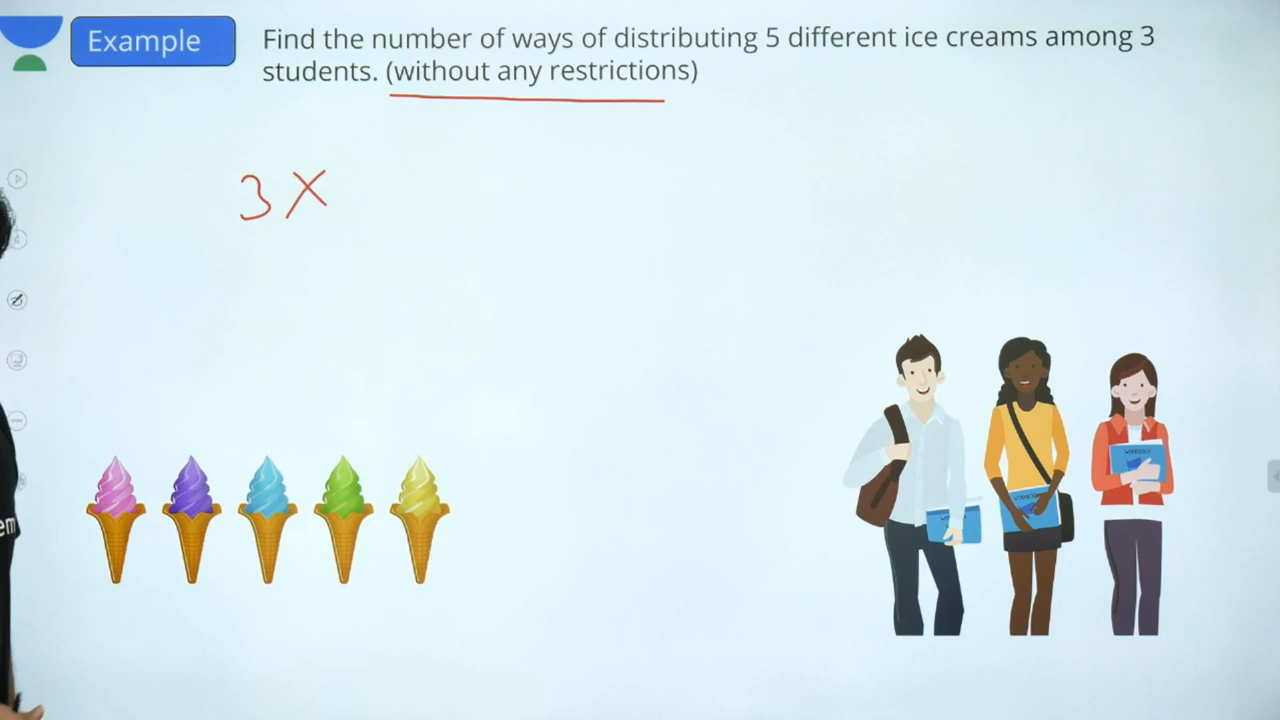 Example
Find the number of ways of distributing 5 different ice creams among 3
students. (without any restrictions)
3 X
em